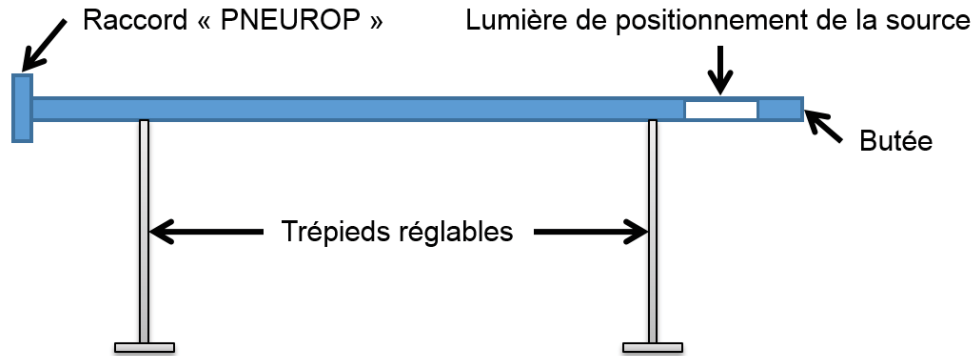 Raccord « PNEUROP »
Lumière de positionnement de la source
Butée
Trépieds réglables